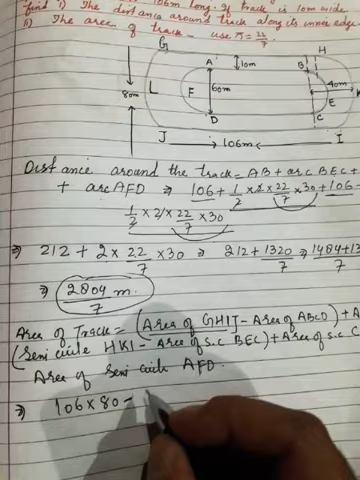 find i) The distance around track along its inner edge
ii) The area of track - use π = 22/7
G H
A 10m B
80m L F 60m 40m
E
D C
J 106m I
Distance around the track = AB + arc BEC +
+ arc AFD ⇒ 106 + 1/2 × 2 × 22/7 × 30 + 106
1/2 × 2 × 22/7 × 30
⇒ 212 + 2 × 22/7 × 30 ⇒ 212 + 1320/7 ⇒ 1484+13
⇒ 2804/7 m.
Area of Track = (Area of GHIJ - Area of ABCD) + A
(Semi circle HKI - Area of S.C BEC) + Area of S.C
Area of Semi circle AFD.
⇒ 106 × 80 -